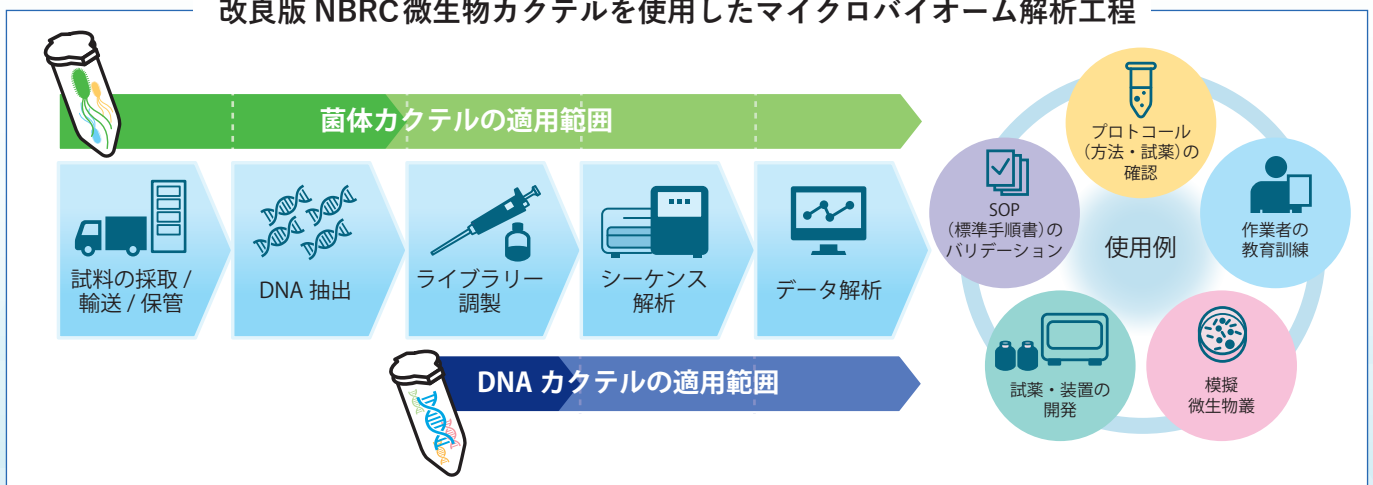 改良版 NBRC微生物カクテルを使用したマイクロバイオーム解析工程
菌体カクテルの適用範囲
試料の採取 /
輸送 / 保管
DNA 抽出
ライブラリー
調製
シーケンス
解析
データ解析
DNA カクテルの適用範囲
プロトコール
（方法・試薬）の
確認
SOP
（標準手順書）の
バリデーション
使用例
作業者の
教育訓練
試薬・装置の
開発
模擬
微生物叢